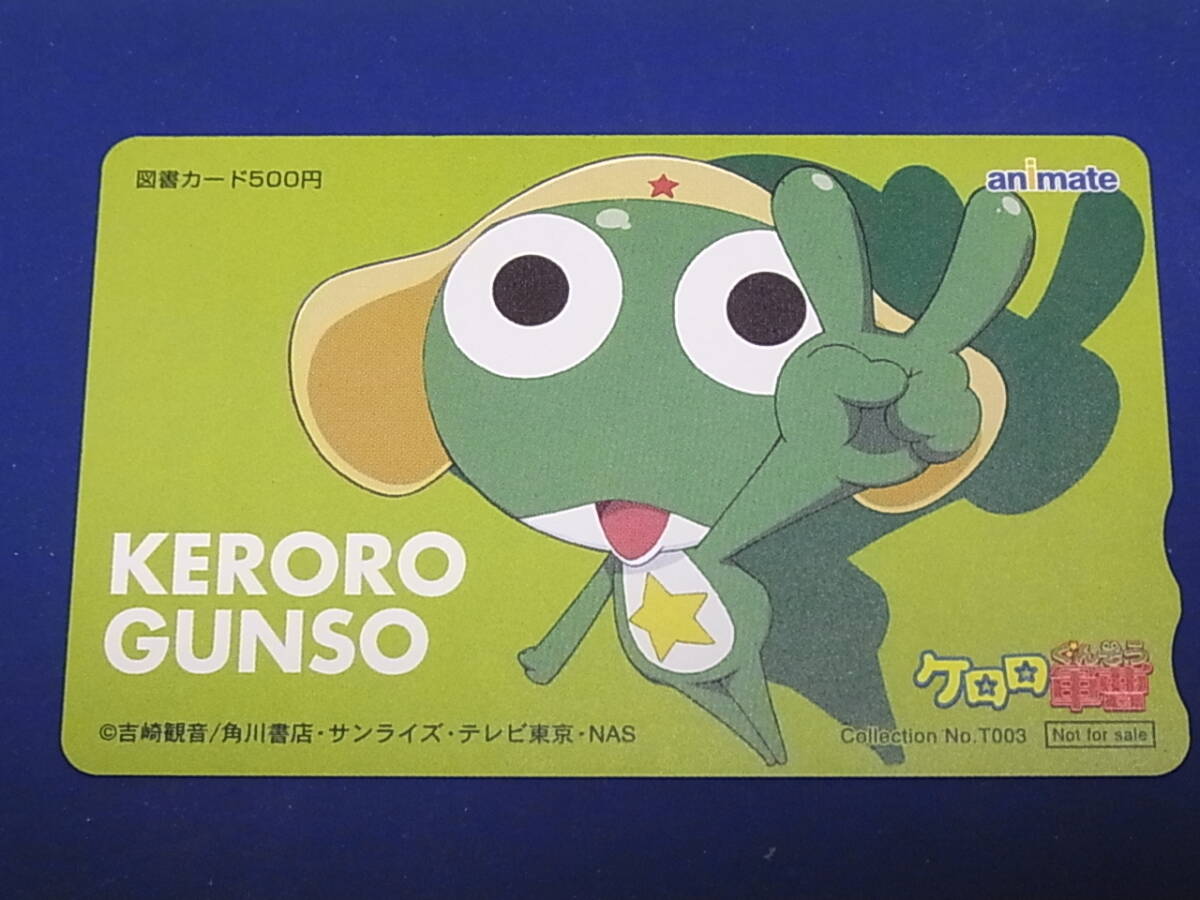 図書カード500円
animate
KERORO
GUNSO
ケロロ軍曹
ぐんそう
©吉崎観音/角川書店・サンライズ・テレビ東京・NAS
Collection No.T003
Not for sale